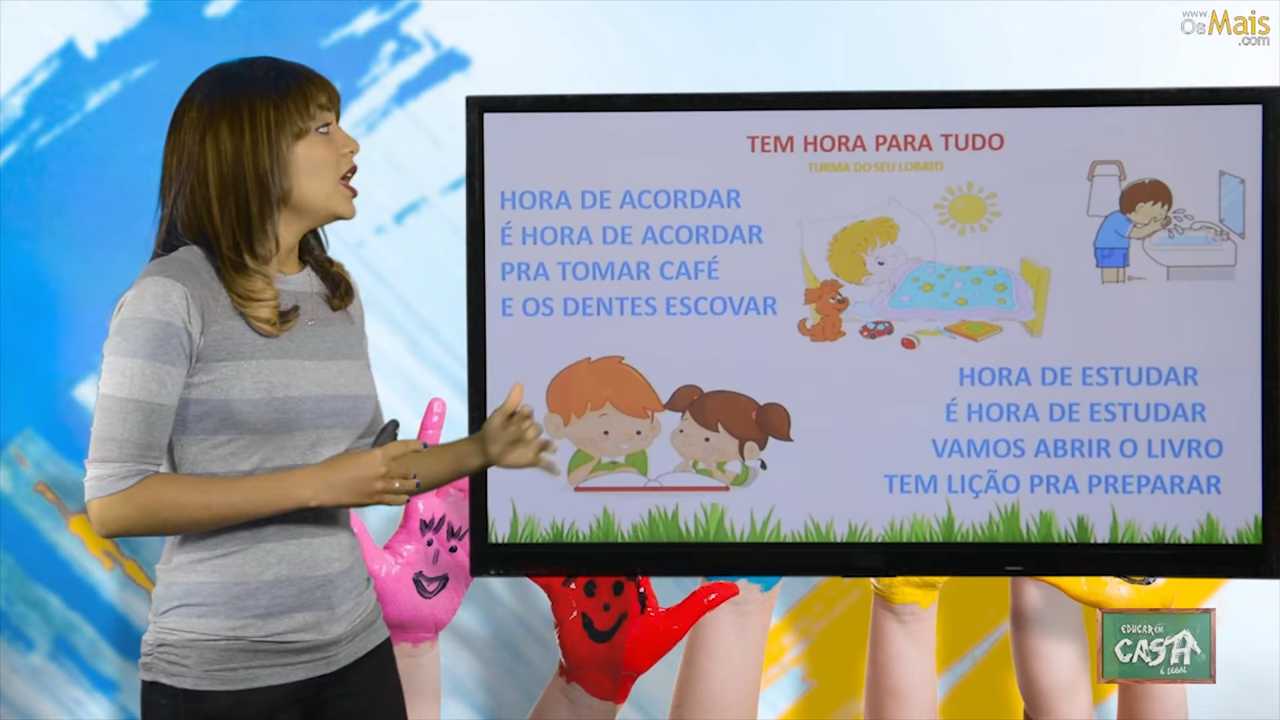 www
OsMais
.com
TEM HORA PARA TUDO
TURMA DO SEU LOBATO
HORA DE ACORDAR
É HORA DE ACORDAR
PRA TOMAR CAFÉ
E OS DENTES ESCOVAR
HORA DE ESTUDAR
É HORA DE ESTUDAR
VAMOS ABRIR O LIVRO
TEM LIÇÃO PRA PREPARAR
EDUCAR EM
CASA
É LEGAL